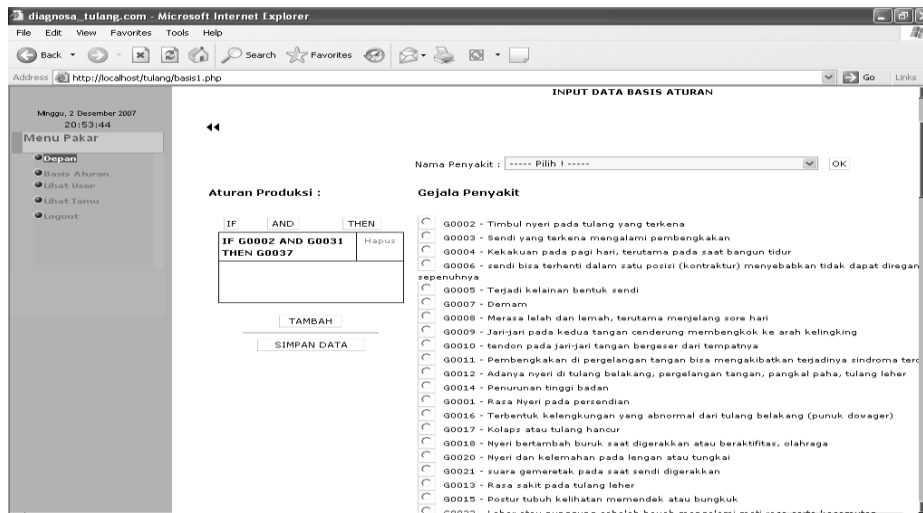 diagnosa_tulang.com - Microsoft Internet Explorer
File Edit View Favorites Tools Help
Back Search Favorites
Address http://localhost/tulang/basis1.php Go Links
INPUT DATA BASIS ATURAN
Minggu, 2 Desember 2007
20:53:44
Menu Pakar
Depan
Basis Aturan
Lihat User
Lihat Tamu
Logout
Nama Penyakit : ----- Pilih ! ----- OK
Aturan Produksi :
IF AND THEN
IF G0002 AND G0031 Hapus
THEN G0037
TAMBAH
SIMPAN DATA
Gejala Penyakit
G0002 - Timbul nyeri pada tulang yang terkena
G0003 - Sendi yang terkena mengalami pembengkakan
G0004 - Kekakuan pada pagi hari, terutama pada saat bangun tidur
G0006 - sendi bisa terhenti dalam satu posisi (kontraktur) menyebabkan tidak dapat diregan
sepenuhnya
G0005 - Terjadi kelainan bentuk sendi
G0007 - Demam
G0008 - Merasa lelah dan lemah, terutama menjelang sore hari
G0009 - Jari-jari pada kedua tangan cenderung membengkok ke arah kelingking
G0010 - tendon pada jari-jari tangan bergeser dari tempatnya
G0011 - Pembengkakan di pergelangan tangan bisa mengakibatkan terjadinya sindroma
G0012 - Adanya nyeri di tulang belakang, pergelangan tangan, pangkal paha, tulang leher
G0014 - Penurunan tinggi badan
G0001 - Rasa Nyeri pada persendian
G0016 - Terbentuk kelengkungan yang abnormal dari tulang belakang (punuk dowager)
G0017 - Kolaps atau tulang hancur
G0018 - Nyeri bertambah buruk saat digerakkan atau beraktifitas, olahraga
G0020 - Nyeri dan kelemahan pada lengan atau tungkai
G0021 - suara gemeretak pada saat sendi digerakkan
G0013 - Rasa sakit pada tulang leher
G0015 - Postur tubuh kelihatan memendek atau bungkuk